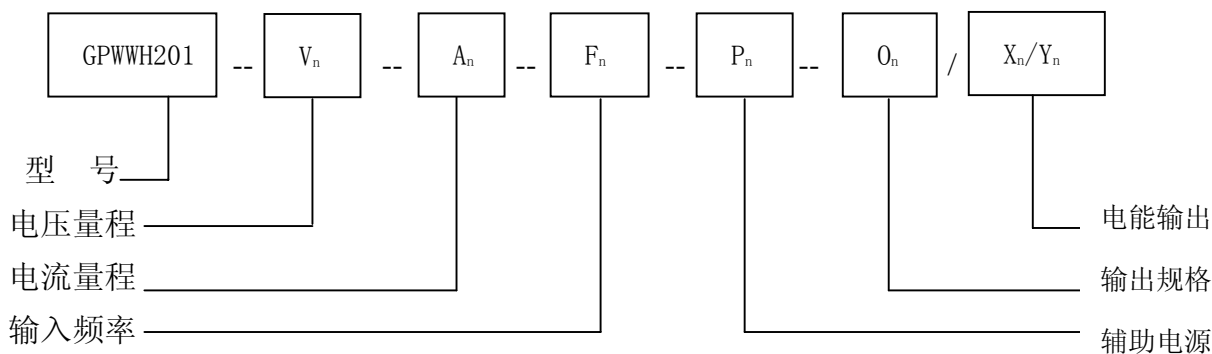 GPWWH201 -- Vₙ -- Aₙ -- Fₙ -- Pₙ -- Oₙ / Xₙ/Yₙ
型 号
电压量程
电能输出
电流量程
输出规格
输入频率
辅助电源